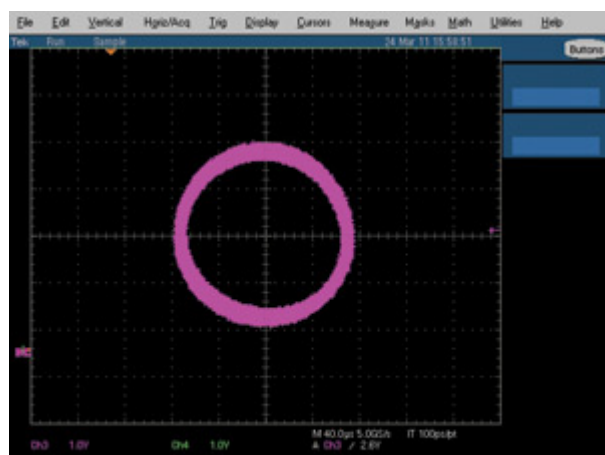 File Edit Vertical Horiz/Acq Trig Display Cursors Measure Masks Math Utilities Help
Tek Run Sample 24 Mar 11 15:58:51 Buttons
M 40.0µs 5.0GS/s IT 100ps/pt
Ch3 1.0V Ch4 1.0V A Ch3 / 2.6V